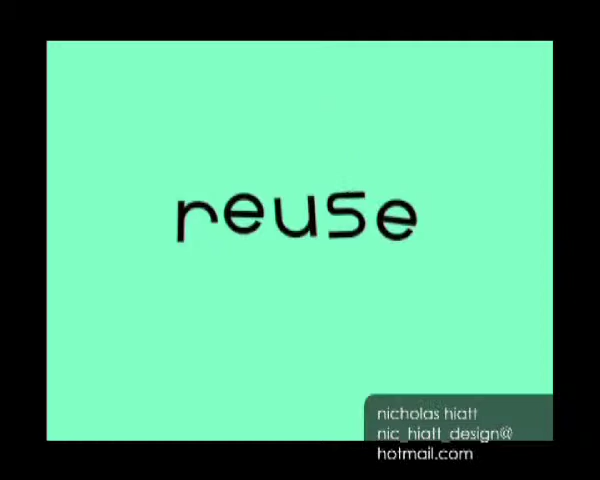 reuse
nicholas hiatt
nic_hiatt_design@
hotmail.com